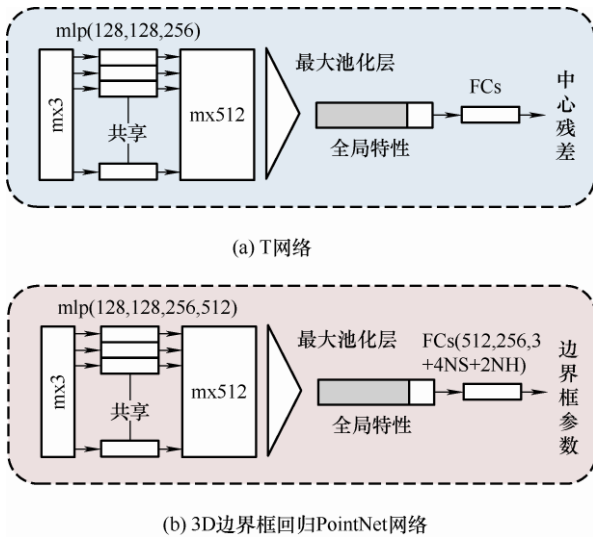 mlp(128,128,256)
mx3
共享
mx512
最大池化层
全局特性
FCs
中心残差
(a) T网络
mlp(128,128,256,512)
mx3
共享
mx512
最大池化层
全局特性
FCs(512,256,3
+4NS+2NH)
边界框参数
(b) 3D边界框回归PointNet网络